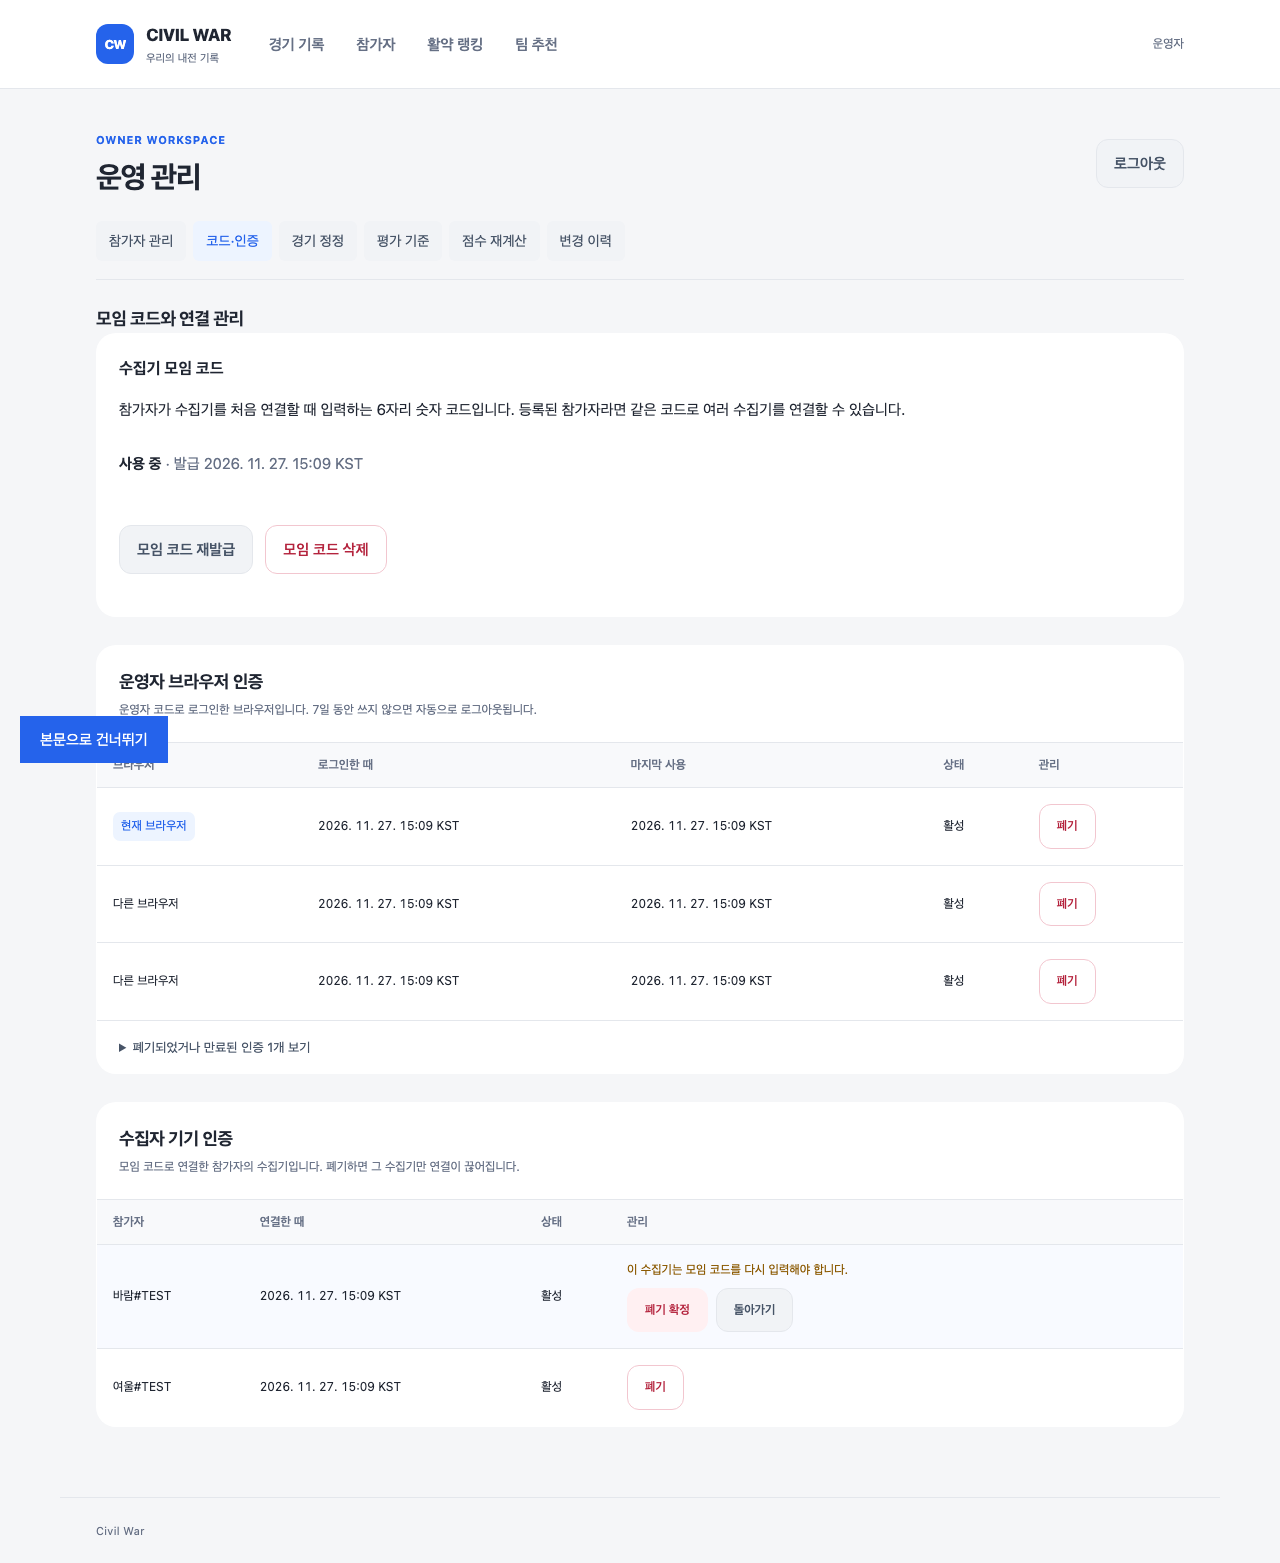 CW
CIVIL WAR
우리의 내전 기록
경기 기록
참가자
활약 랭킹
팀 추천
운영자
OWNER WORKSPACE
운영 관리
로그아웃
참가자 관리
코드·인증
경기 정정
평가 기준
점수 재계산
변경 이력
모임 코드와 연결 관리
수집기 모임 코드
참가자가 수집기를 처음 연결할 때 입력하는 6자리 숫자 코드입니다. 등록된 참가자라면 같은 코드로 여러 수집기를 연결할 수 있습니다.
사용 중 · 발급 2026. 11. 27. 15:09 KST
모임 코드 재발급
모임 코드 삭제
운영자 브라우저 인증
운영자 코드로 로그인한 브라우저입니다. 7일 동안 쓰지 않으면 자동으로 로그아웃됩니다.
본문으로 건너뛰기
브라우저 로그인한 때 마지막 사용 상태 관리
현재 브라우저 2026. 11. 27. 15:09 KST 2026. 11. 27. 15:09 KST 활성 폐기
다른 브라우저 2026. 11. 27. 15:09 KST 2026. 11. 27. 15:09 KST 활성 폐기
다른 브라우저 2026. 11. 27. 15:09 KST 2026. 11. 27. 15:09 KST 활성 폐기
▶ 폐기되었거나 만료된 인증 1개 보기
수집자 기기 인증
모임 코드로 연결한 참가자의 수집기입니다. 폐기하면 그 수집기만 연결이 끊어집니다.
참가자 연결한 때 상태 관리
이 수집기는 모임 코드를 다시 입력해야 합니다.
바람#TEST 2026. 11. 27. 15:09 KST 활성 폐기 확정 돌아가기
여울#TEST 2026. 11. 27. 15:09 KST 활성 폐기
Civil War